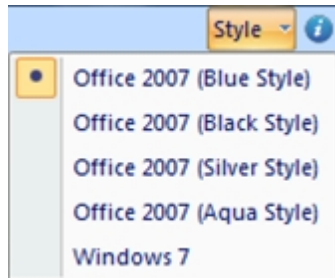 Style
Office 2007 (Blue Style)
Office 2007 (Black Style)
Office 2007 (Silver Style)
Office 2007 (Aqua Style)
Windows 7